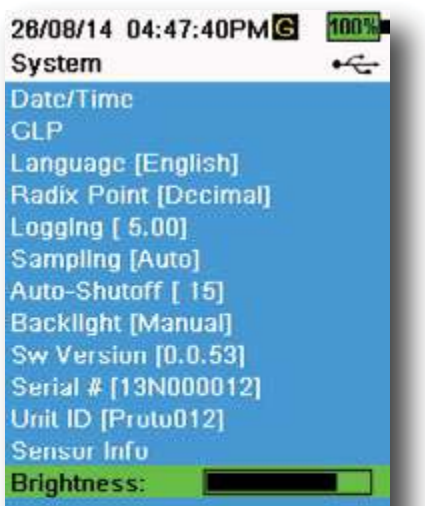 26/08/14 04:47:40PM G 100%
System
Date/Time
GLP
Language [English]
Radix Point [Decimal]
Logging [ 5.00]
Sampling [Auto]
Auto-Shutoff [ 15]
Backlight [Manual]
Sw Version [0.0.53]
Serial # [13N000012]
Unit ID [Proto012]
Sensor Info
Brightness: